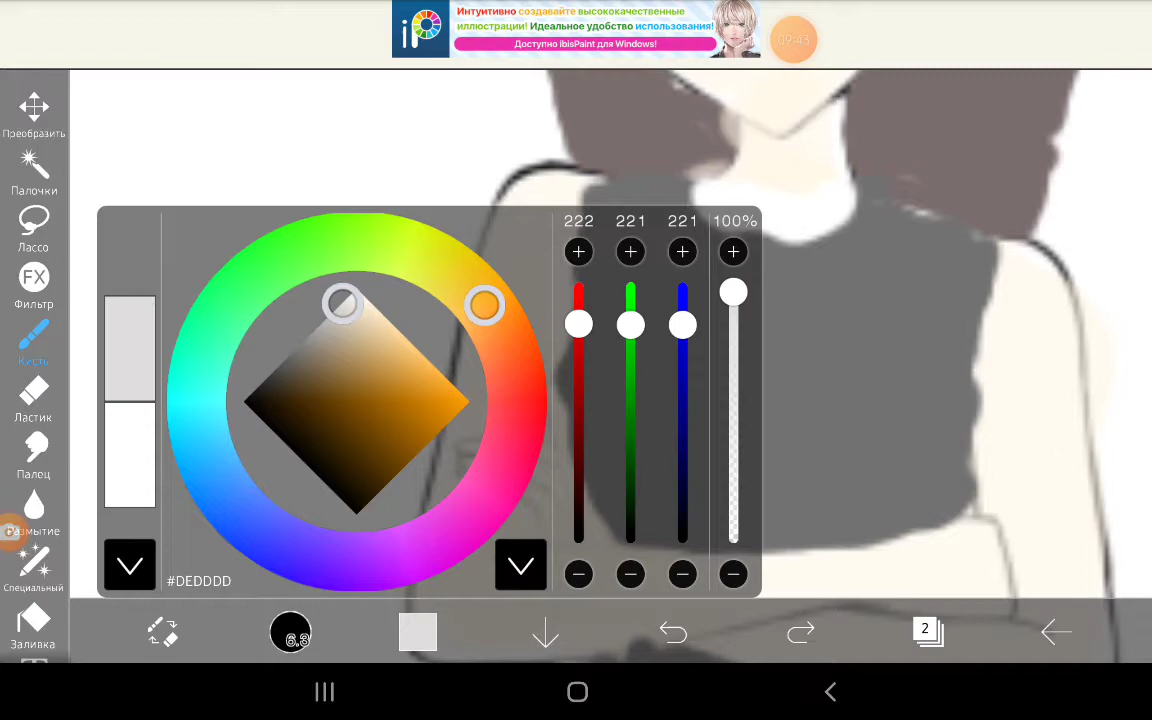 Интуитивно создавайте высококачественные
иллюстрации! Идеальное удобство использования!
Доступно ibisPaint для Windows!
iP
09:43
Преобразить
Палочки
Лассо
FX
Фильтр
Кисть
Ластик
Палец
Размытие
Специальный
Заливка
222 221 221 100%
#DEDDDD
6.3
2